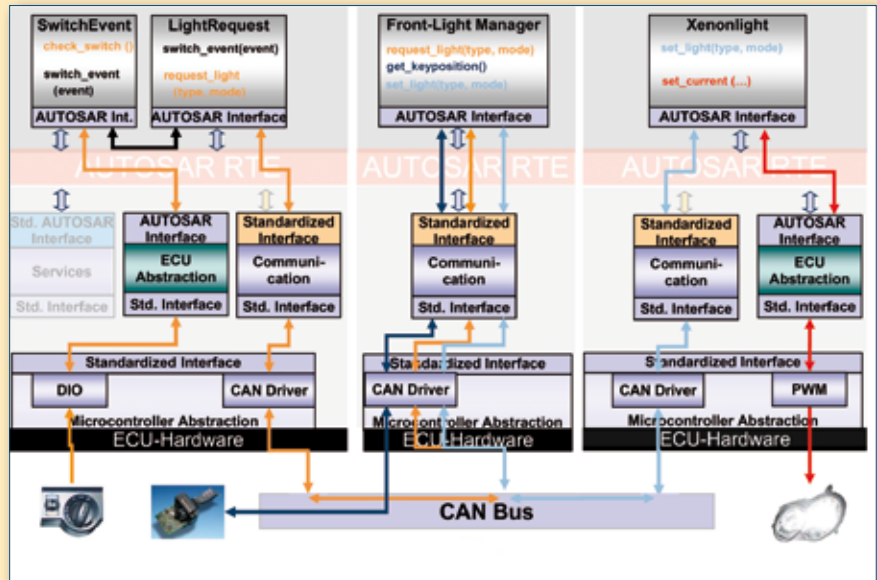 SwitchEvent
check_switch ()
switch_event
(event)
AUTOSAR Int.
LightRequest
switch_event(event)
request_light
(type, mode)
AUTOSAR Interface
Front-Light Manager
request_light(type, mode)
get_keyposition()
set_light(type, mode)
AUTOSAR Interface
Xenonlight
set_light(type, mode)
set_current (...)
AUTOSAR Interface
AUTOSAR RTE
AUTOSAR RTE
AUTOSAR RTE
Std. AUTOSAR
Interface
Services
Std. Interface
AUTOSAR
Interface
ECU
Abstraction
Std. Interface
Standardized
Interface
Communi-
cation
Std. Interface
Standardized
Interface
Communi-
cation
Std. Interface
Standardized
Interface
Communi-
cation
Std. Interface
AUTOSAR
Interface
ECU
Abstraction
Std. Interface
Standardized Interface
DIO
CAN Driver
Microcontroller Abstraction
ECU-Hardware
Standardized Interface
CAN Driver
Microcontroller Abstraction
ECU-Hardware
Standardized Interface
CAN Driver
PWM
Microcontroller Abstraction
ECU-Hardware
CAN Bus